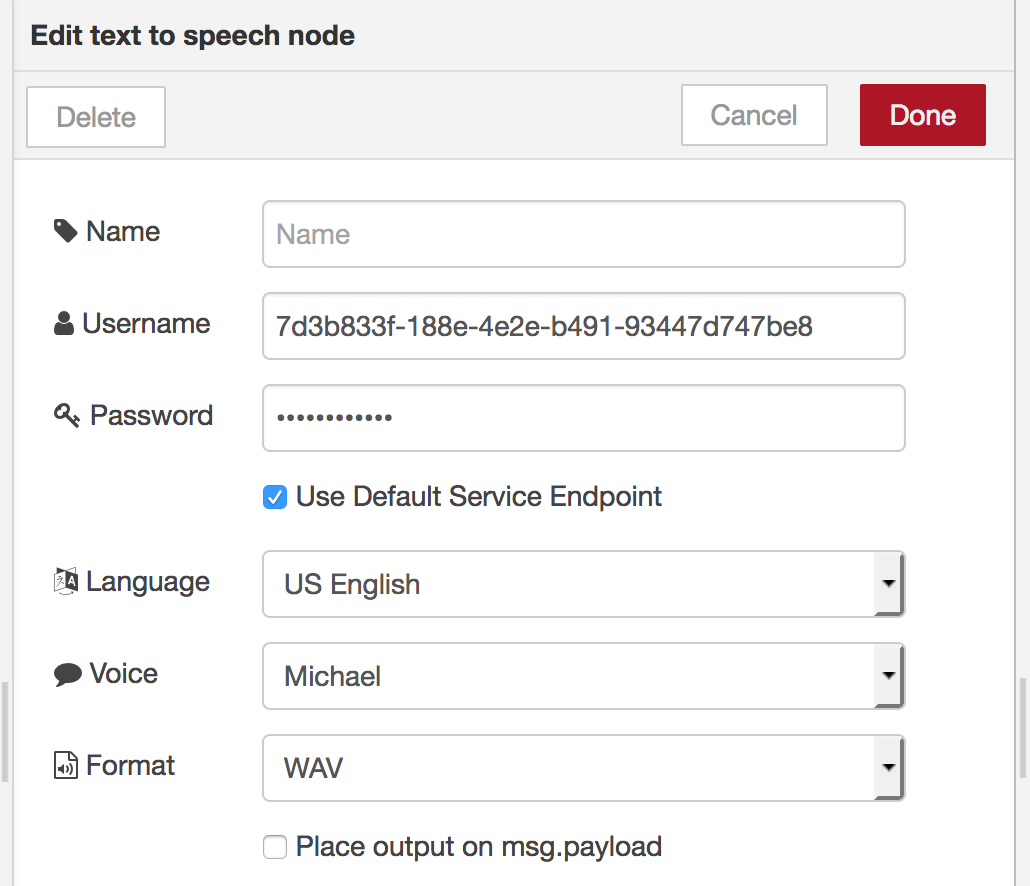 Edit text to speech node
Delete
Cancel
Done
Name
Name
Username
7d3b833f-188e-4e2e-b491-93447d747be8
Password
••••••••••••
Use Default Service Endpoint
Language
US English
Voice
Michael
Format
WAV
Place output on msg.payload